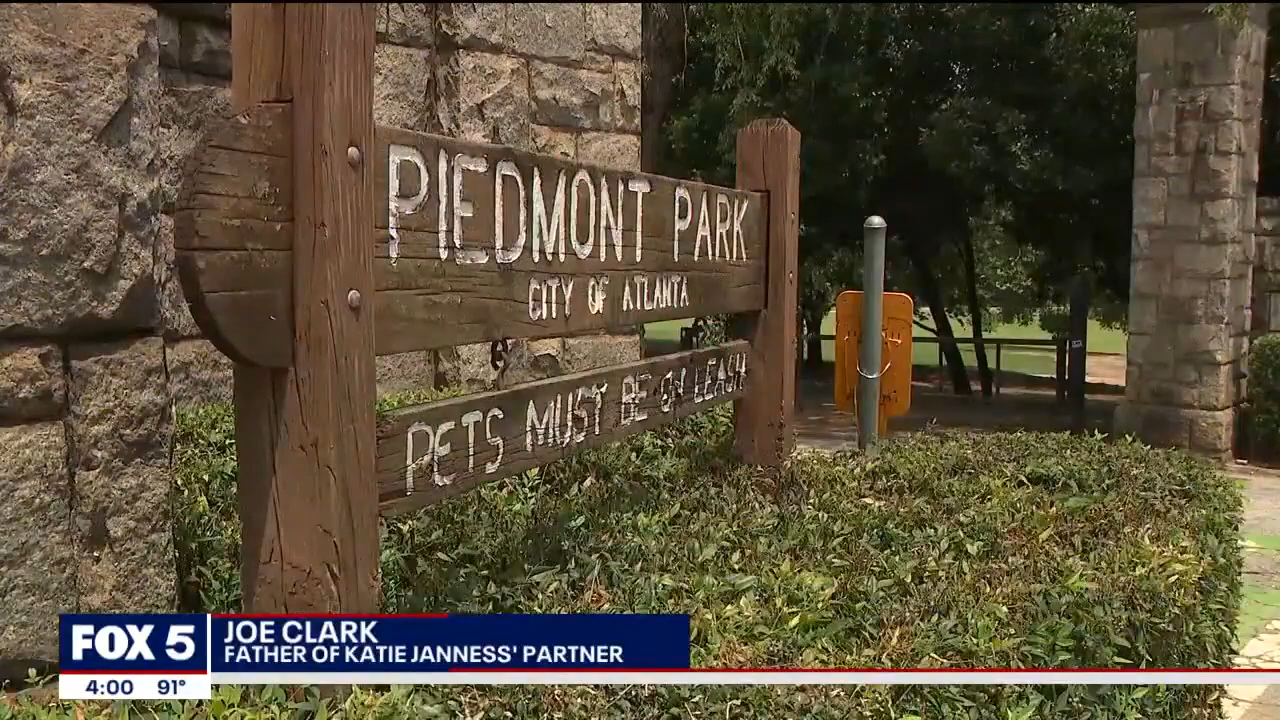 PIEDMONT PARK
CITY OF ATLANTA
PETS MUST BE ON LEASH
FOX 5
JOE CLARK
FATHER OF KATIE JANNESS' PARTNER
4:00 91°